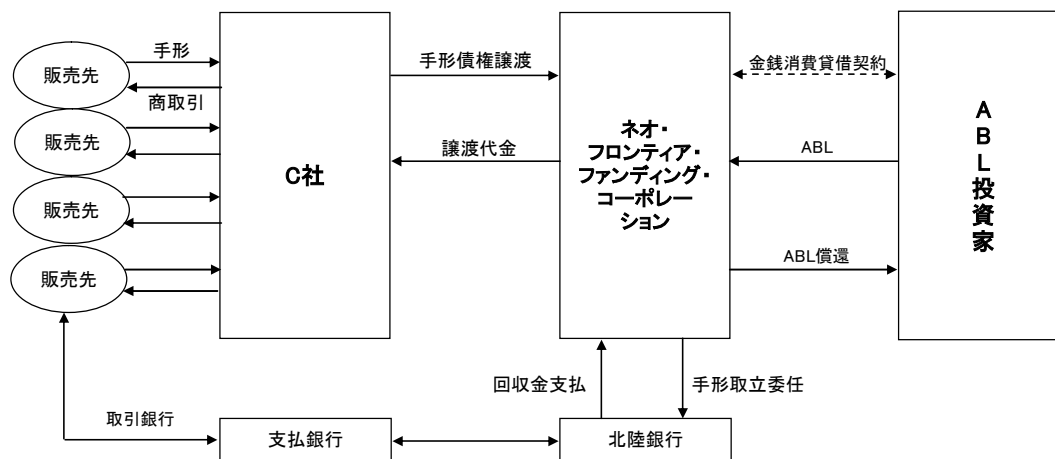 手形
販売先
商取引
販売先
販売先
販売先
C社
手形債権譲渡
譲渡代金
ネオ・
フロンティア・
ファンディング・
コーポレー
ション
金銭消費貸借契約
ABL
ABL償還
A
B
L
投
資
家
回収金支払
手形取立委任
取引銀行
支払銀行
北陸銀行